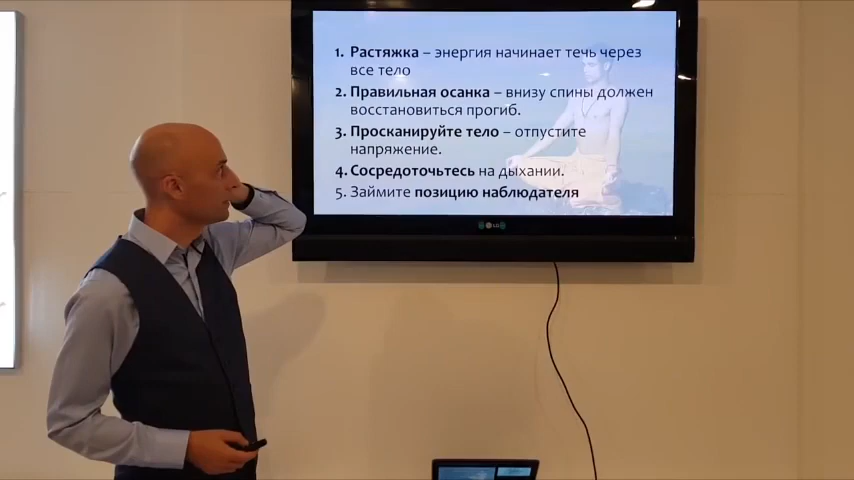 1. Растяжка – энергия начинает течь через
все тело
2. Правильная осанка – внизу спины должен
восстановиться прогиб.
3. Просканируйте тело – отпустите
напряжение.
4. Сосредоточьтесь на дыхании.
5. Займите позицию наблюдателя
LG